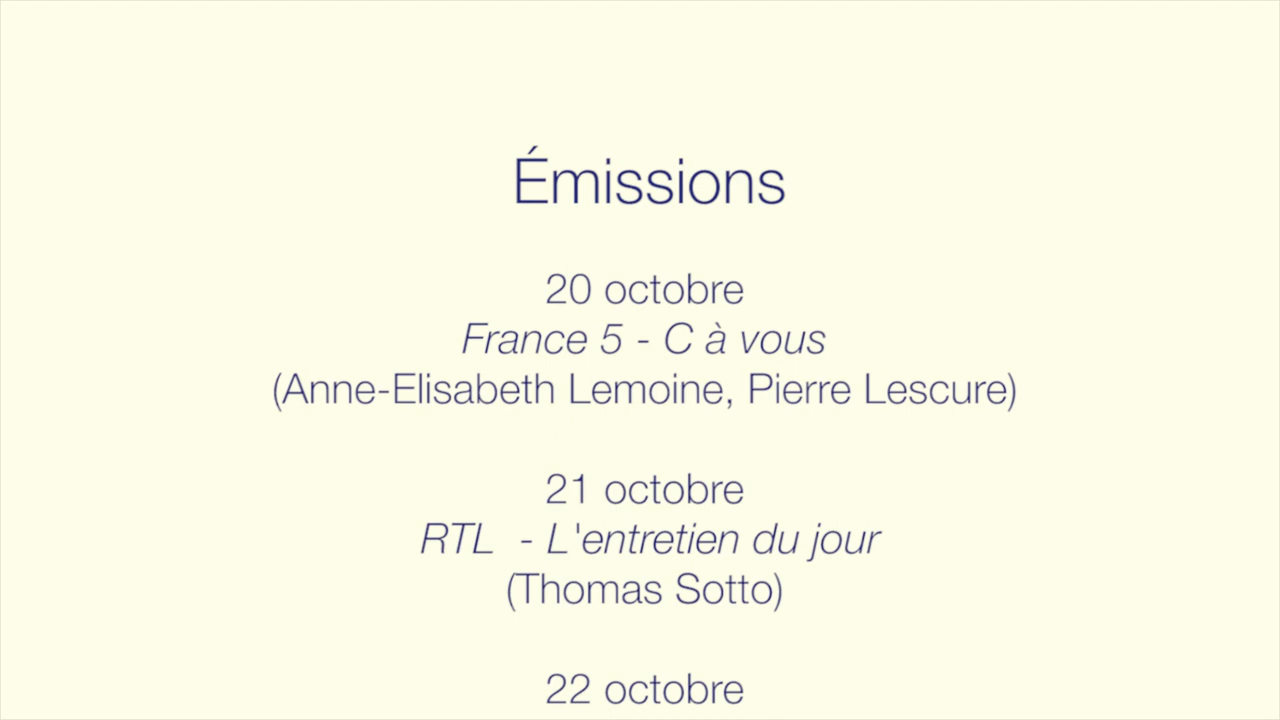 Émissions
20 octobre
France 5 - C à vous
(Anne-Elisabeth Lemoine, Pierre Lescure)
21 octobre
RTL  - L'entretien du jour
(Thomas Sotto)
22 octobre